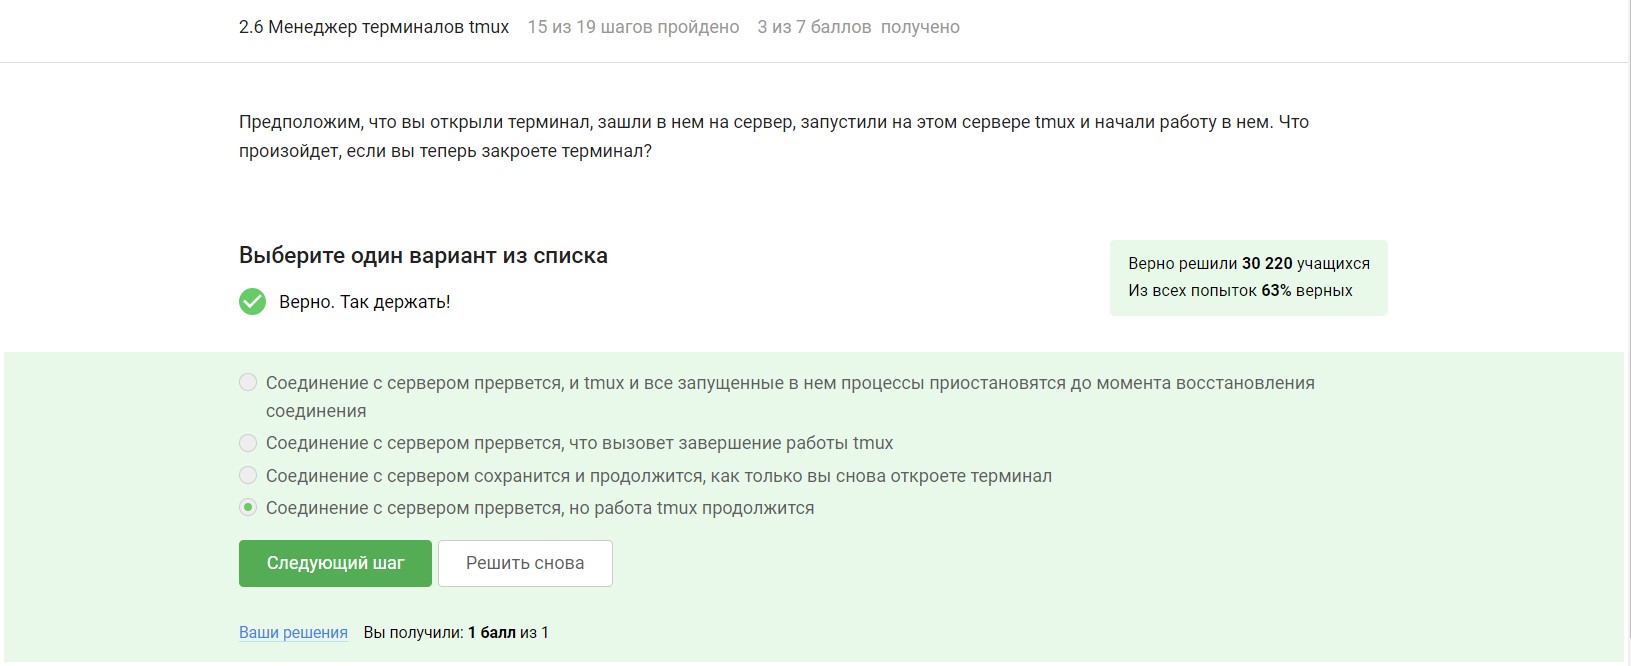 2.6 Менеджер терминалов tmux 15 из 19 шагов пройдено 3 из 7 баллов получено
Предположим, что вы открыли терминал, зашли в нем на сервер, запустили на этом сервере tmux и начали работу в нем. Что
произойдет, если вы теперь закроете терминал?
Выберите один вариант из списка
Верно. Так держать!
Верно решили 30 220 учащихся
Из всех попыток 63% верных
Соединение с сервером прервется, и tmux и все запущенные в нем процессы приостановятся до момента восстановления
соединения
Соединение с сервером прервется, что вызовет завершение работы tmux
Соединение с сервером сохранится и продолжится, как только вы снова откроете терминал
Соединение с сервером прервется, но работа tmux продолжится
Следующий шаг Решить снова
Ваши решения Вы получили: 1 балл из 1